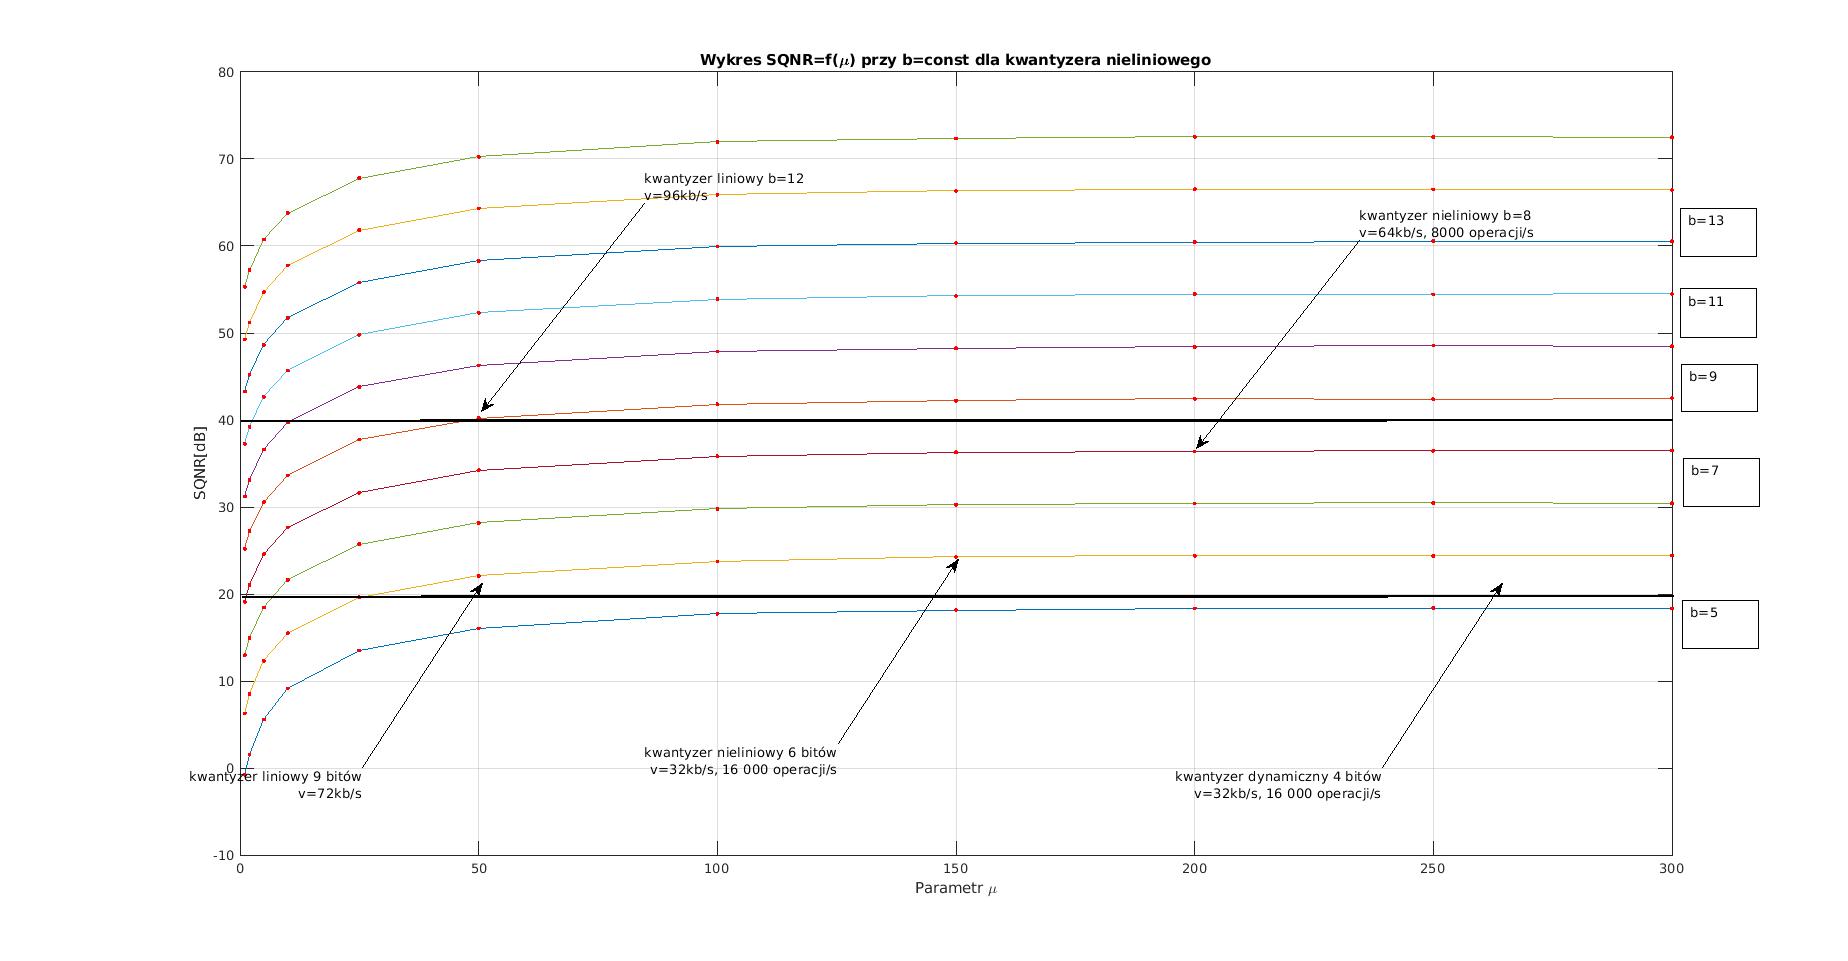 Wykres SQNR=f(μ) przy b=const dla kwantyzera nieliniowego
80
70
60
50
40
30
20
10
0
-10
SQNR[dB]
kwantyzer liniowy b=12
v=96kb/s
kwantyzer nieliniowy b=8
v=64kb/s, 8000 operacji/s
b=13
b=11
b=9
b=7
b=5
kwantyzer liniowy 9 bitów
v=72kb/s
kwantyzer nieliniowy 6 bitów
v=32kb/s, 16 000 operacji/s
kwantyzer dynamiczny 4 bitów
v=32kb/s, 16 000 operacji/s
0
50
100
150
200
250
300
Parametr μ